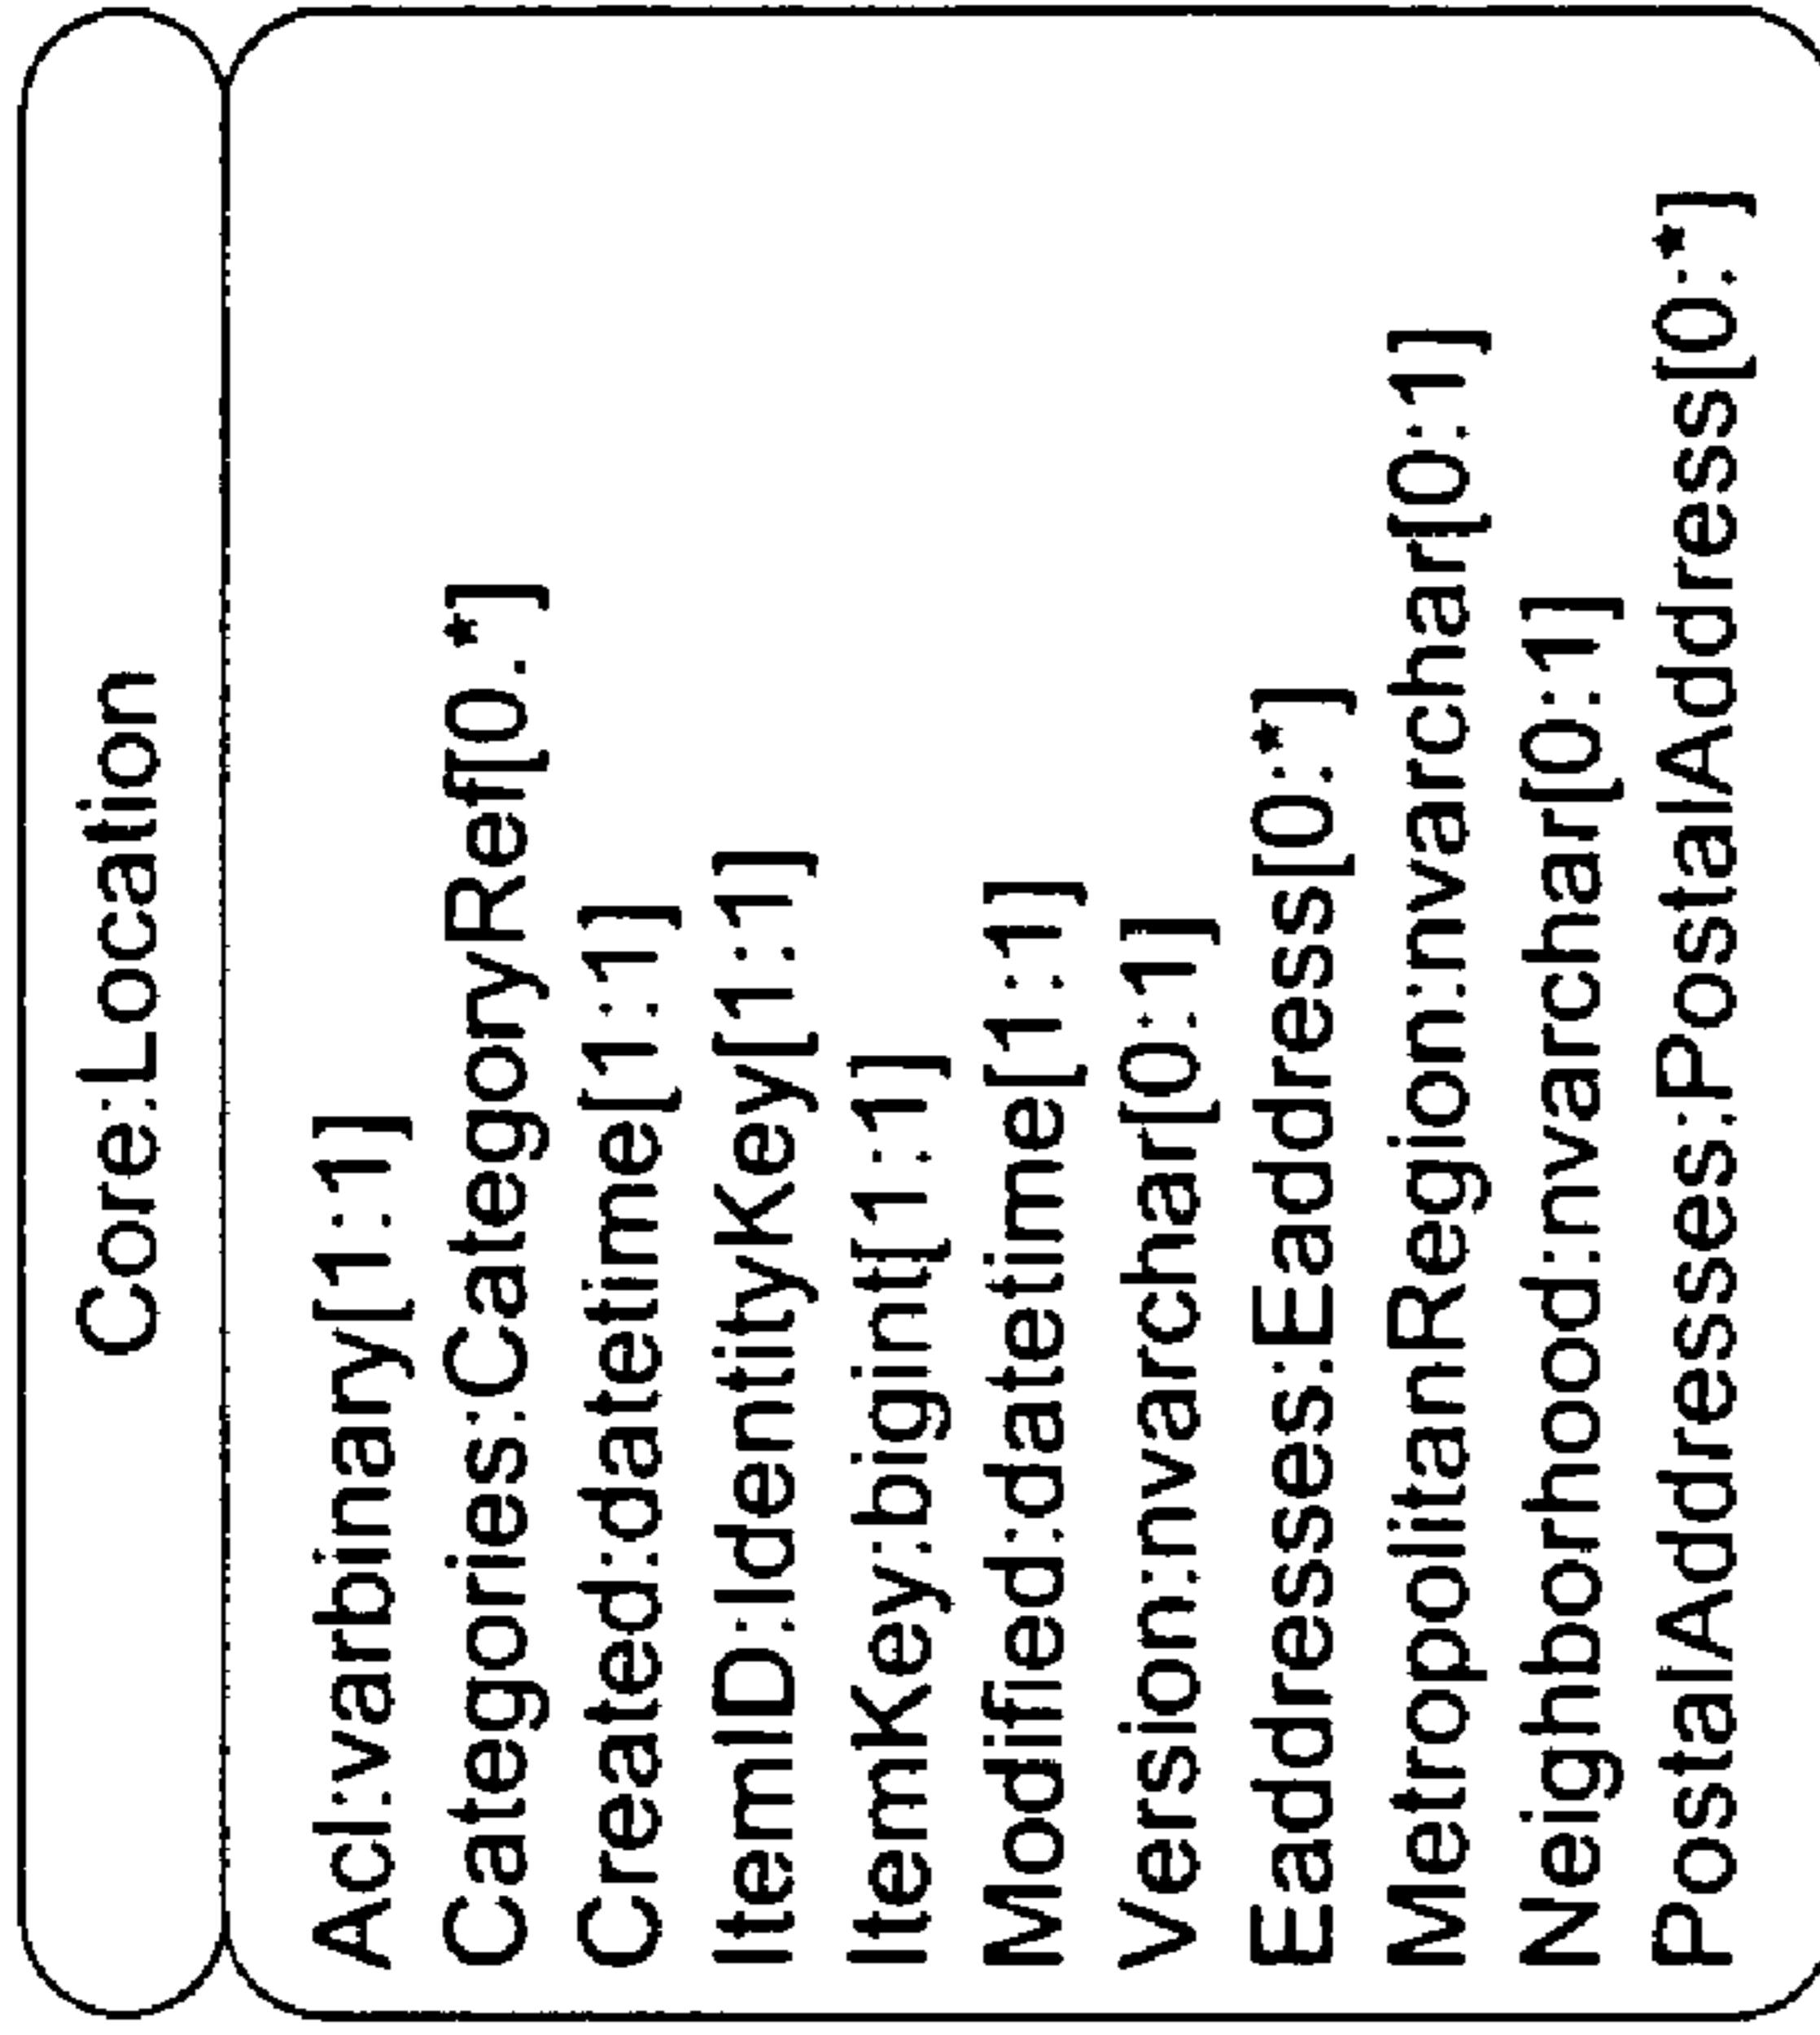 Core:Location
Acl:varbinary[1:1]
Categories:CategoryRef[0.*]
Created:datetime[1:1]
ItemID:IdentityKey[1:1]
ItemKey:bigint[1:1]
Modified:datetime[1:1]
Version:nvarchar[0:1]
Eaddresses:Eaddress[0:*]
MetropolitanRegion:nvarchar[0:1]
Neighborhood:nvarchar[0:1]
PostalAddresses:PostalAddress[0:*]